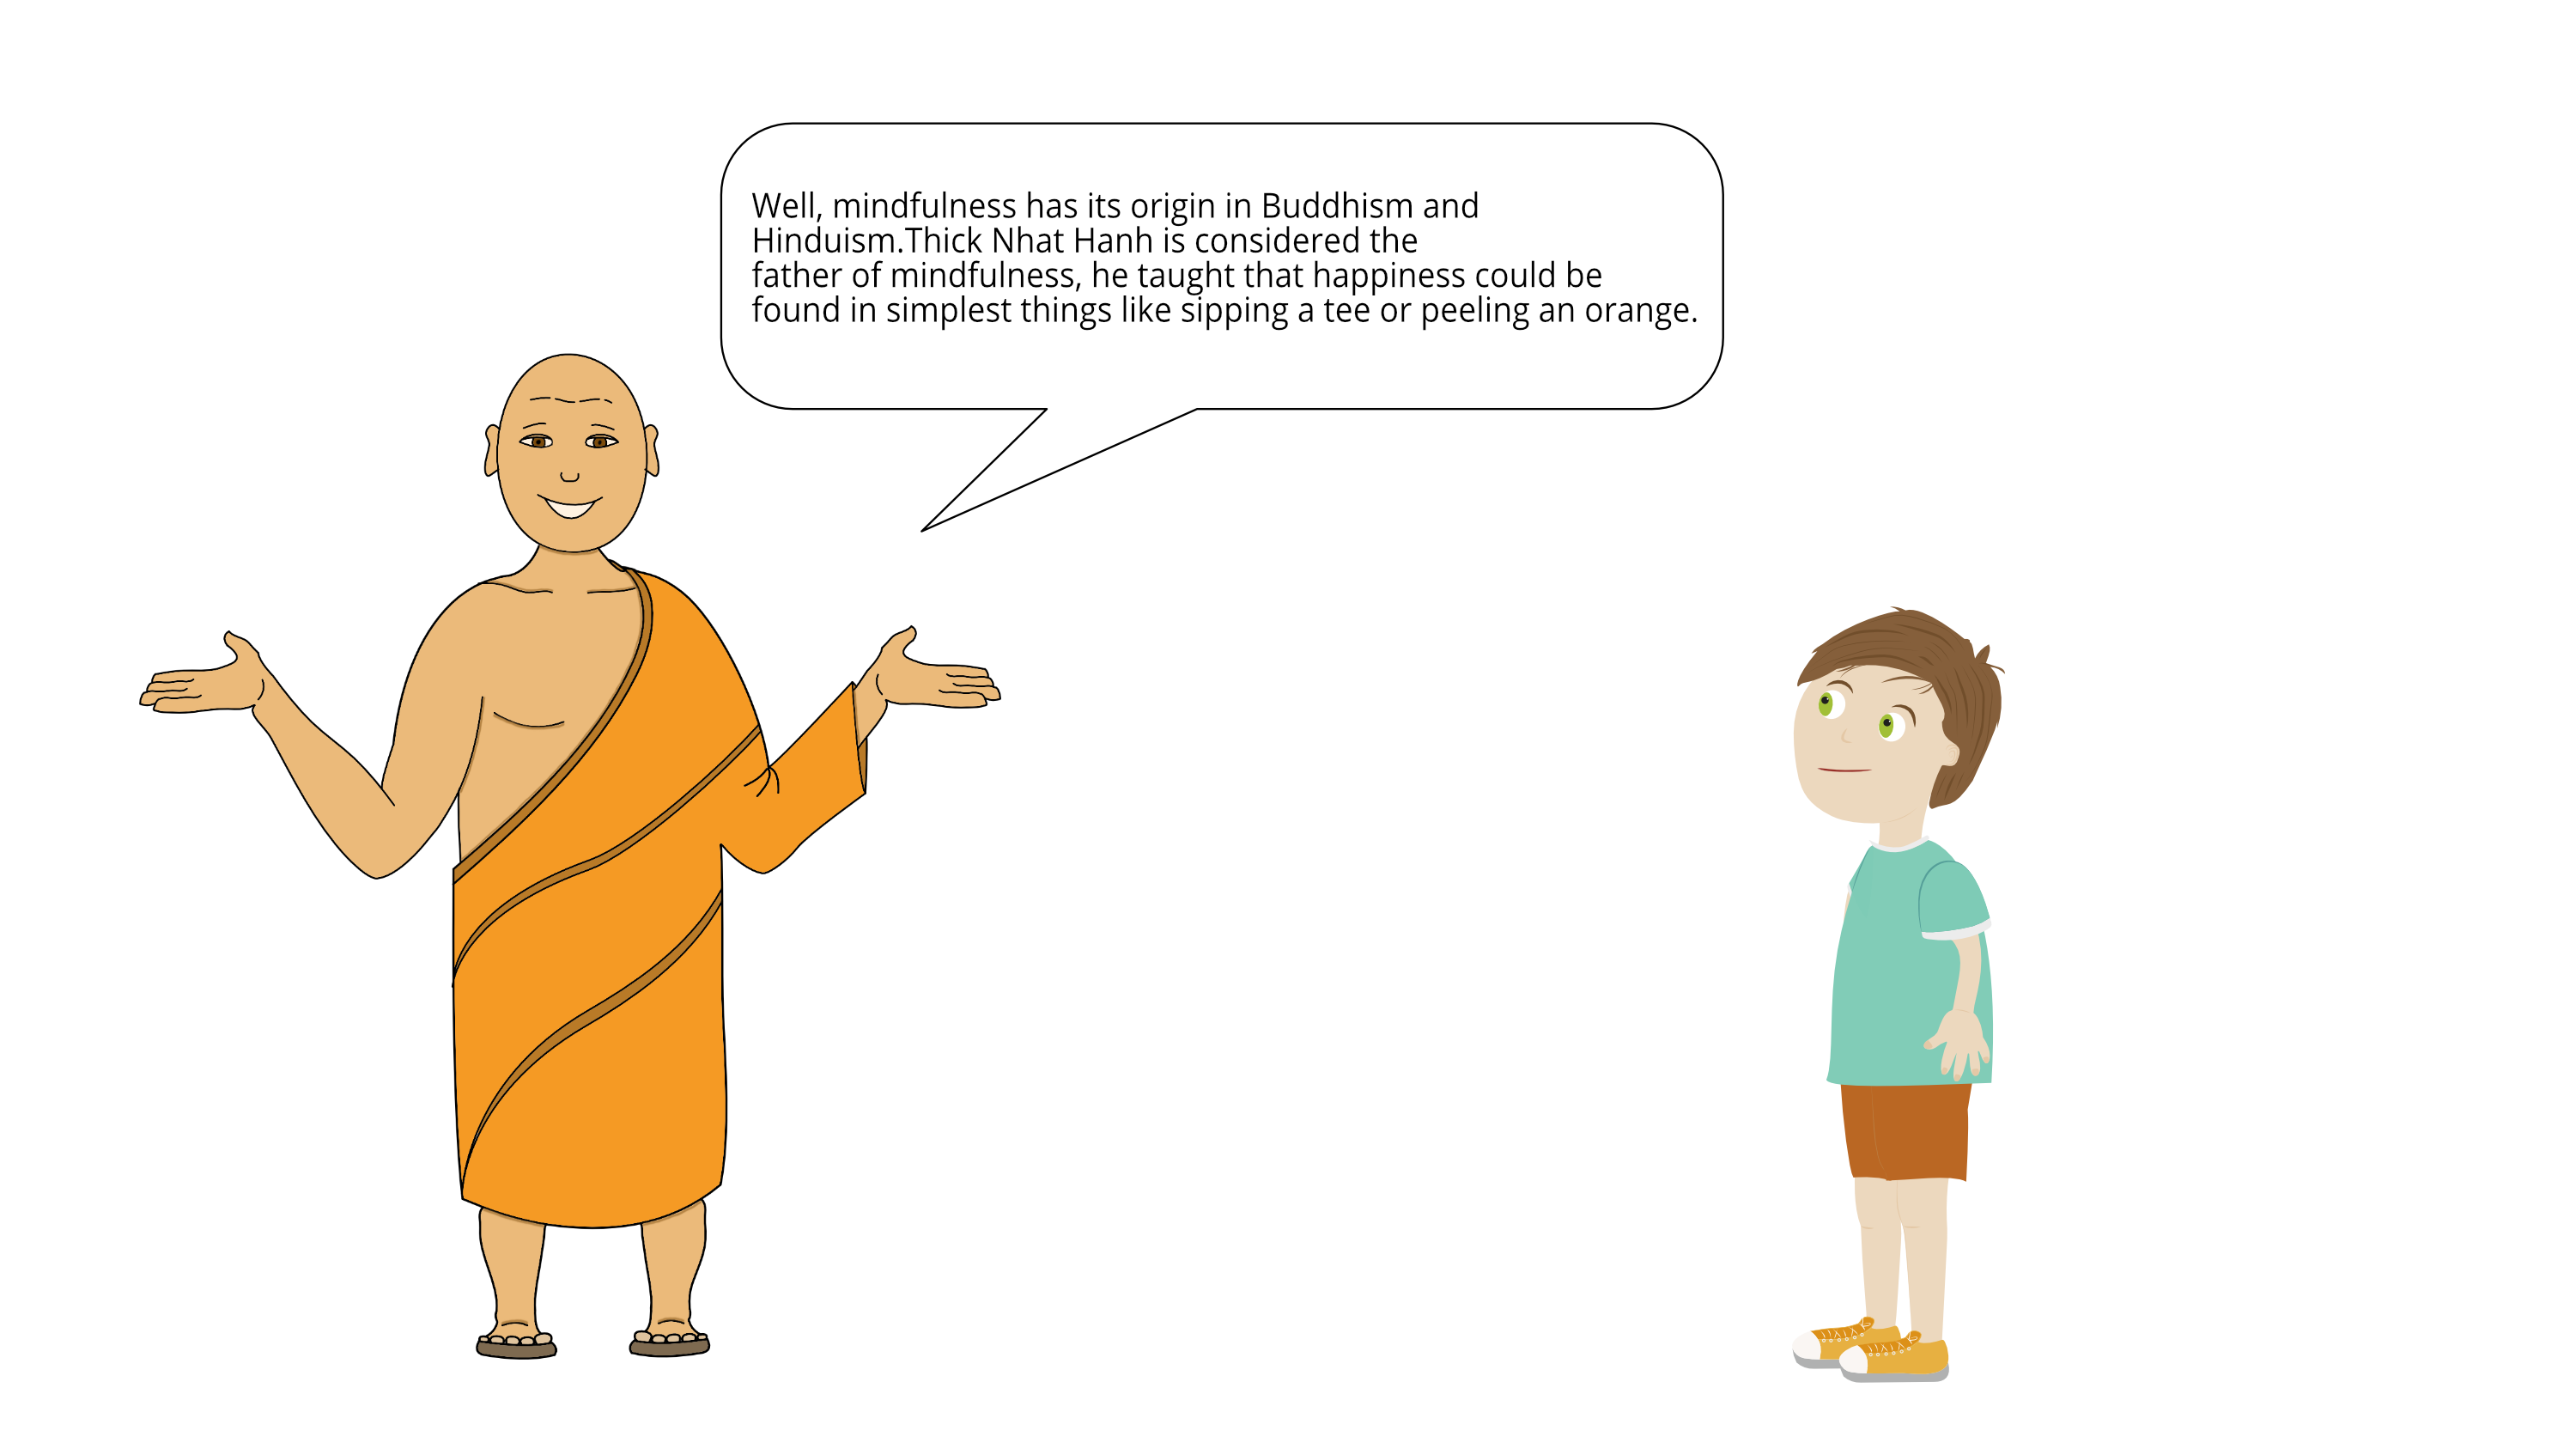 Well, mindfulness has its origin in Buddhism and
Hinduism.Thick Nhat Hanh is considered the
father of mindfulness, he taught that happiness could be
found in simplest things like sipping a tee or peeling an orange.